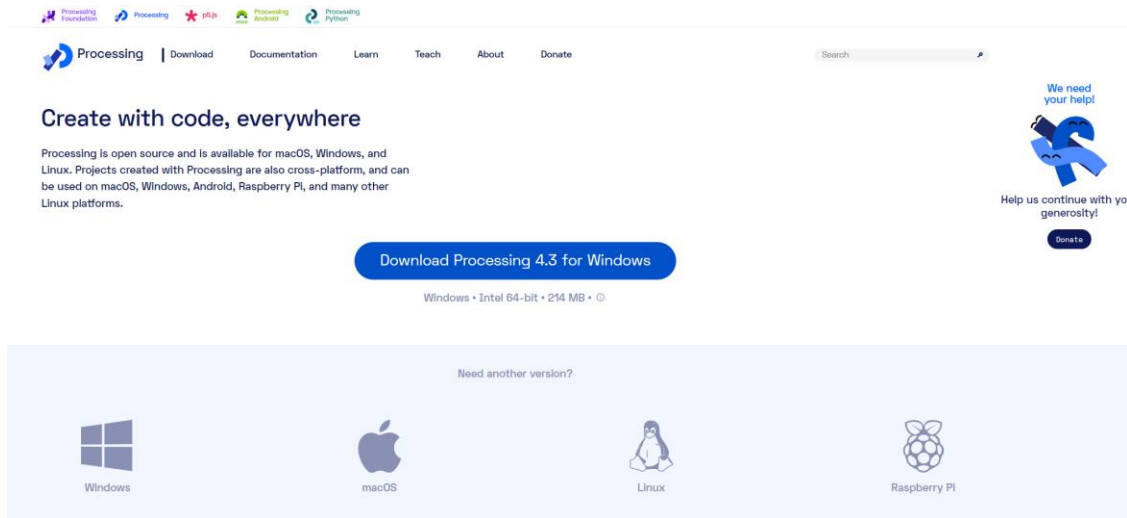 Processing Foundation
Processing
p5.js
Processing Android
Processing Python
Processing
Download
Documentation
Learn
Teach
About
Donate
Search
We need
your help!
Create with code, everywhere
Processing is open source and is available for macOS, Windows, and
Linux. Projects created with Processing are also cross-platform, and can
be used on macOS, Windows, Android, Raspberry Pi, and many other
Linux platforms.
Help us continue with yo
generosity!
Donate
Download Processing 4.3 for Windows
Windows • Intel 64-bit • 214 MB •
Need another version?
Windows
macOS
Linux
Raspberry Pi